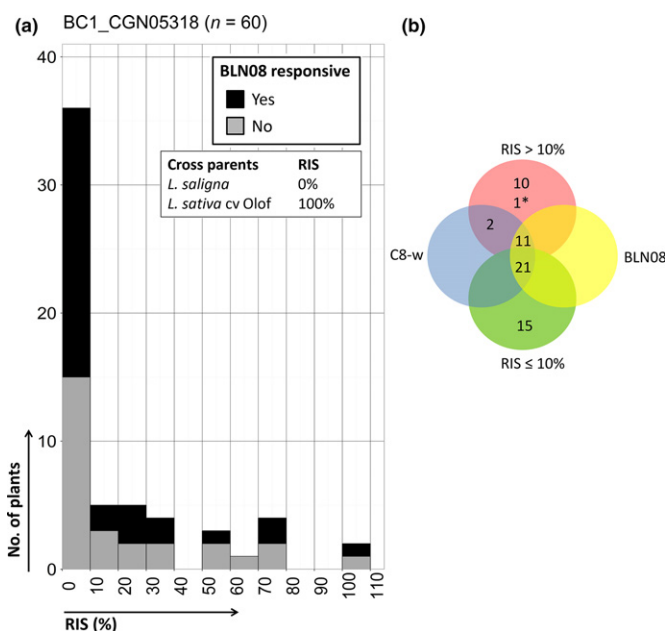 (a) BC1_CGN05318 (n = 60)
40
30
20
10
0
No. of plants
BLN08 responsive
Yes
No
Cross parents RIS
L. saligna 0%
L. sativa cv Olof 100%
0 10 20 30 40 50 60 70 80 90 100 110
RIS (%)
(b)
RIS > 10%
10
1*
2
11
C8-w
BLN08
21
15
RIS ≤ 10%